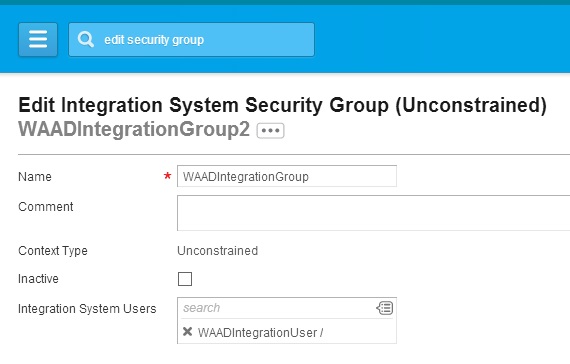 edit security group
Edit Integration System Security Group (Unconstrained)
WAADIntegrationGroup2
Name * WAADIntegrationGroup
Comment
Context Type Unconstrained
Inactive
Integration System Users search
WAADIntegrationUser /